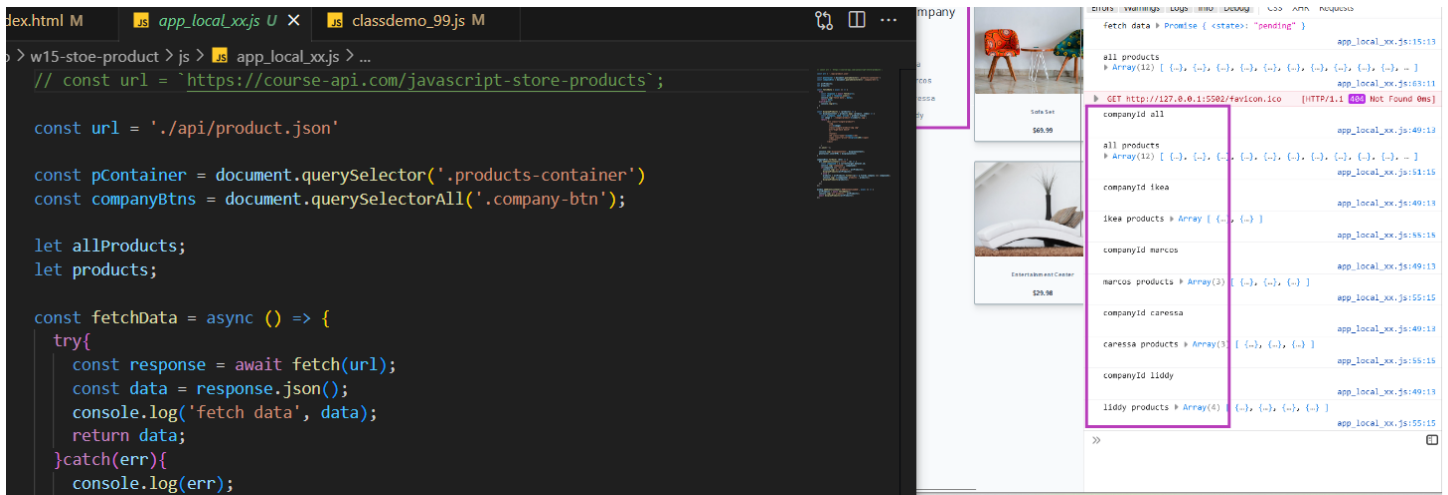 dex.html M
JS app_local_xx.js U ×
JS classdemo_99.js M
w15-stoe-product > js > JS app_local_xx.js > ...
// const url = `https://course-api.com/javascript-store-products`;
const url = './api/product.json'
const pContainer = document.querySelector('.products-container')
const companyBtns = document.querySelectorAll('.company-btn');
let allProducts;
let products;
const fetchData = async () => {
try{
const response = await fetch(url);
const data = response.json();
console.log('fetch data', data);
return data;
}catch(err){
console.log(err);
mpany
Sofa Set
$69.99
Entertainment Center
$29.98
Errors Warnings Logs Info Debug CSS XHR Requests
fetch data Promise { <state>: "pending" }
app_local_xx.js:15:13
all products
Array(12) [ {…}, {…}, {…}, {…}, {…}, {…}, {…}, {…}, {…}, {…}, … ]
app_local_xx.js:63:11
GET http://127.0.0.1:5502/favicon.ico [HTTP/1.1 404 Not Found 0ms]
companyId all
app_local_xx.js:49:13
all products
Array(12) [ {…}, {…}, {…}, {…}, {…}, {…}, {…}, {…}, {…}, {…}, … ]
app_local_xx.js:51:15
companyId ikea
app_local_xx.js:49:13
ikea products Array [ {…}, {…} ]
app_local_xx.js:55:15
companyId marcos
app_local_xx.js:49:13
marcos products Array(3) [ {…}, {…}, {…} ]
app_local_xx.js:55:15
companyId caressa
app_local_xx.js:49:13
caressa products Array(3) [ {…}, {…}, {…} ]
app_local_xx.js:55:15
companyId liddy
app_local_xx.js:49:13
liddy products Array(4) [ {…}, {…}, {…}, {…} ]
app_local_xx.js:55:15